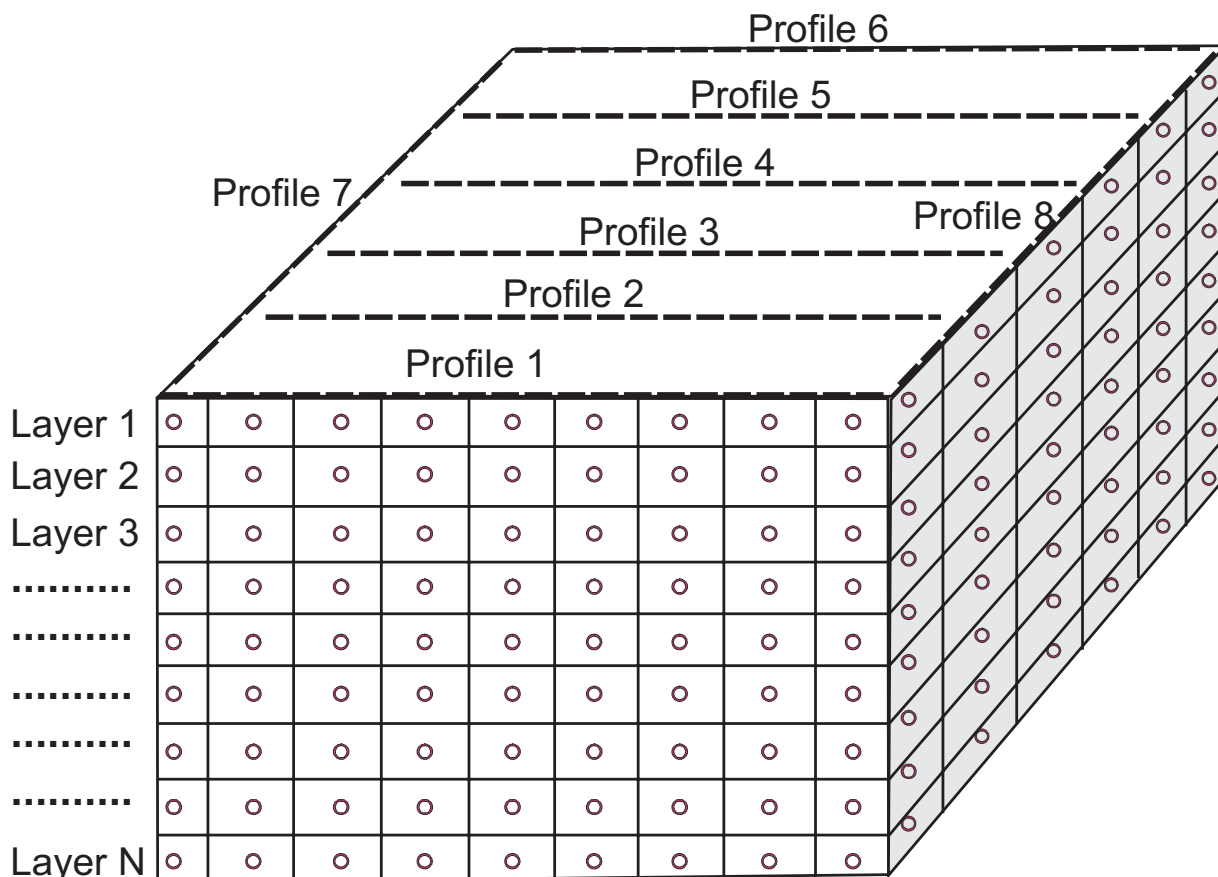 Profile 6
Profile 5
Profile 4
Profile 7
Profile 8
Profile 3
Profile 2
Profile 1
Layer 1
Layer 2
Layer 3
..........
..........
..........
..........
..........
Layer N